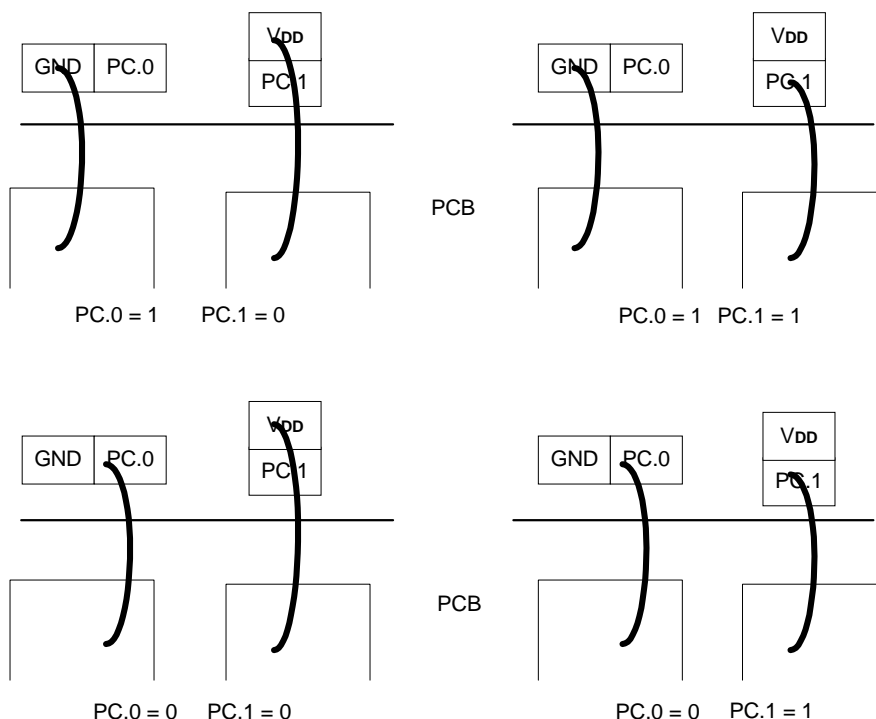 VDD
GND PC.0
PC.1
VDD
GND PC.0
PC.1
PCB
PC.0 = 1 PC.1 = 0
PC.0 = 1 PC.1 = 1
VDD
GND PC.0
PC.1
VDD
GND PC.0
PC.1
PCB
PC.0 = 0 PC.1 = 0
PC.0 = 0 PC.1 = 1